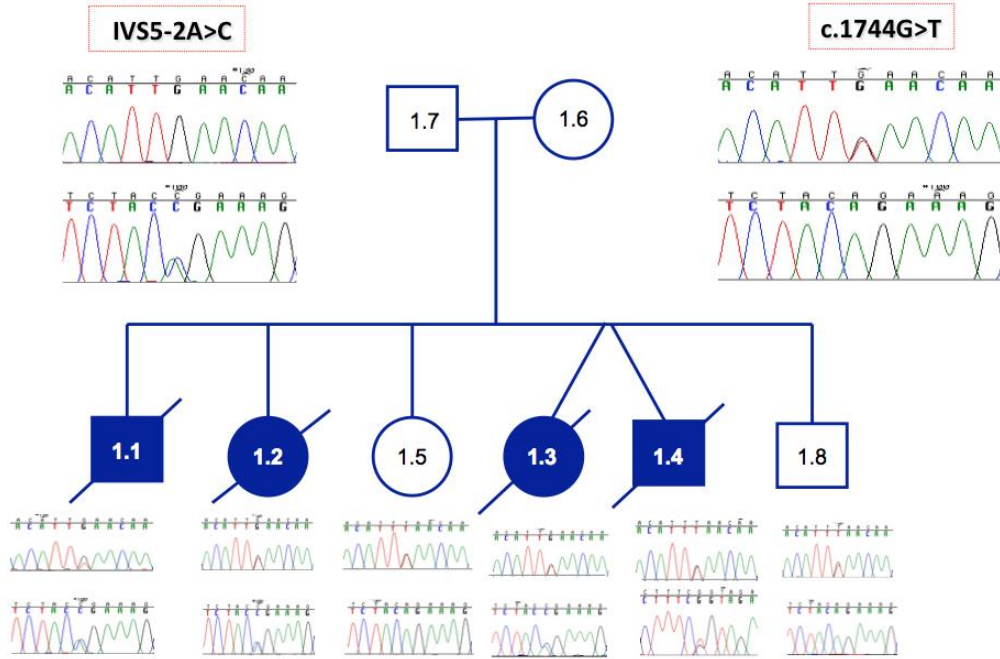 IVS5-2A>C
c.1744G>T
A C A T T G A A C A A
A C A T T G A A C A A
A C A T T G A A C A A
A C A T T G A A C A A
1.7
1.6
T C T A C C G A A A G
T C T A C C G A A A G
T C T A C A G A A A G
T C T A C A G A A A G
1.1
1.2
1.5
1.3
1.4
1.8
A C A T T G A A C A A
A C A T T G A A C A A
A C A T T T A A C A A
A C A T T G A A C A A
A C A T T T A A C A A
A C A T T T A A C A A
T C T A C C G A A A G
T C T A C C G A A A G
T C T A C A G A A A G
T C T A C C G A A A G
C T T T C G G T A G A
T C T A C A G A A A G